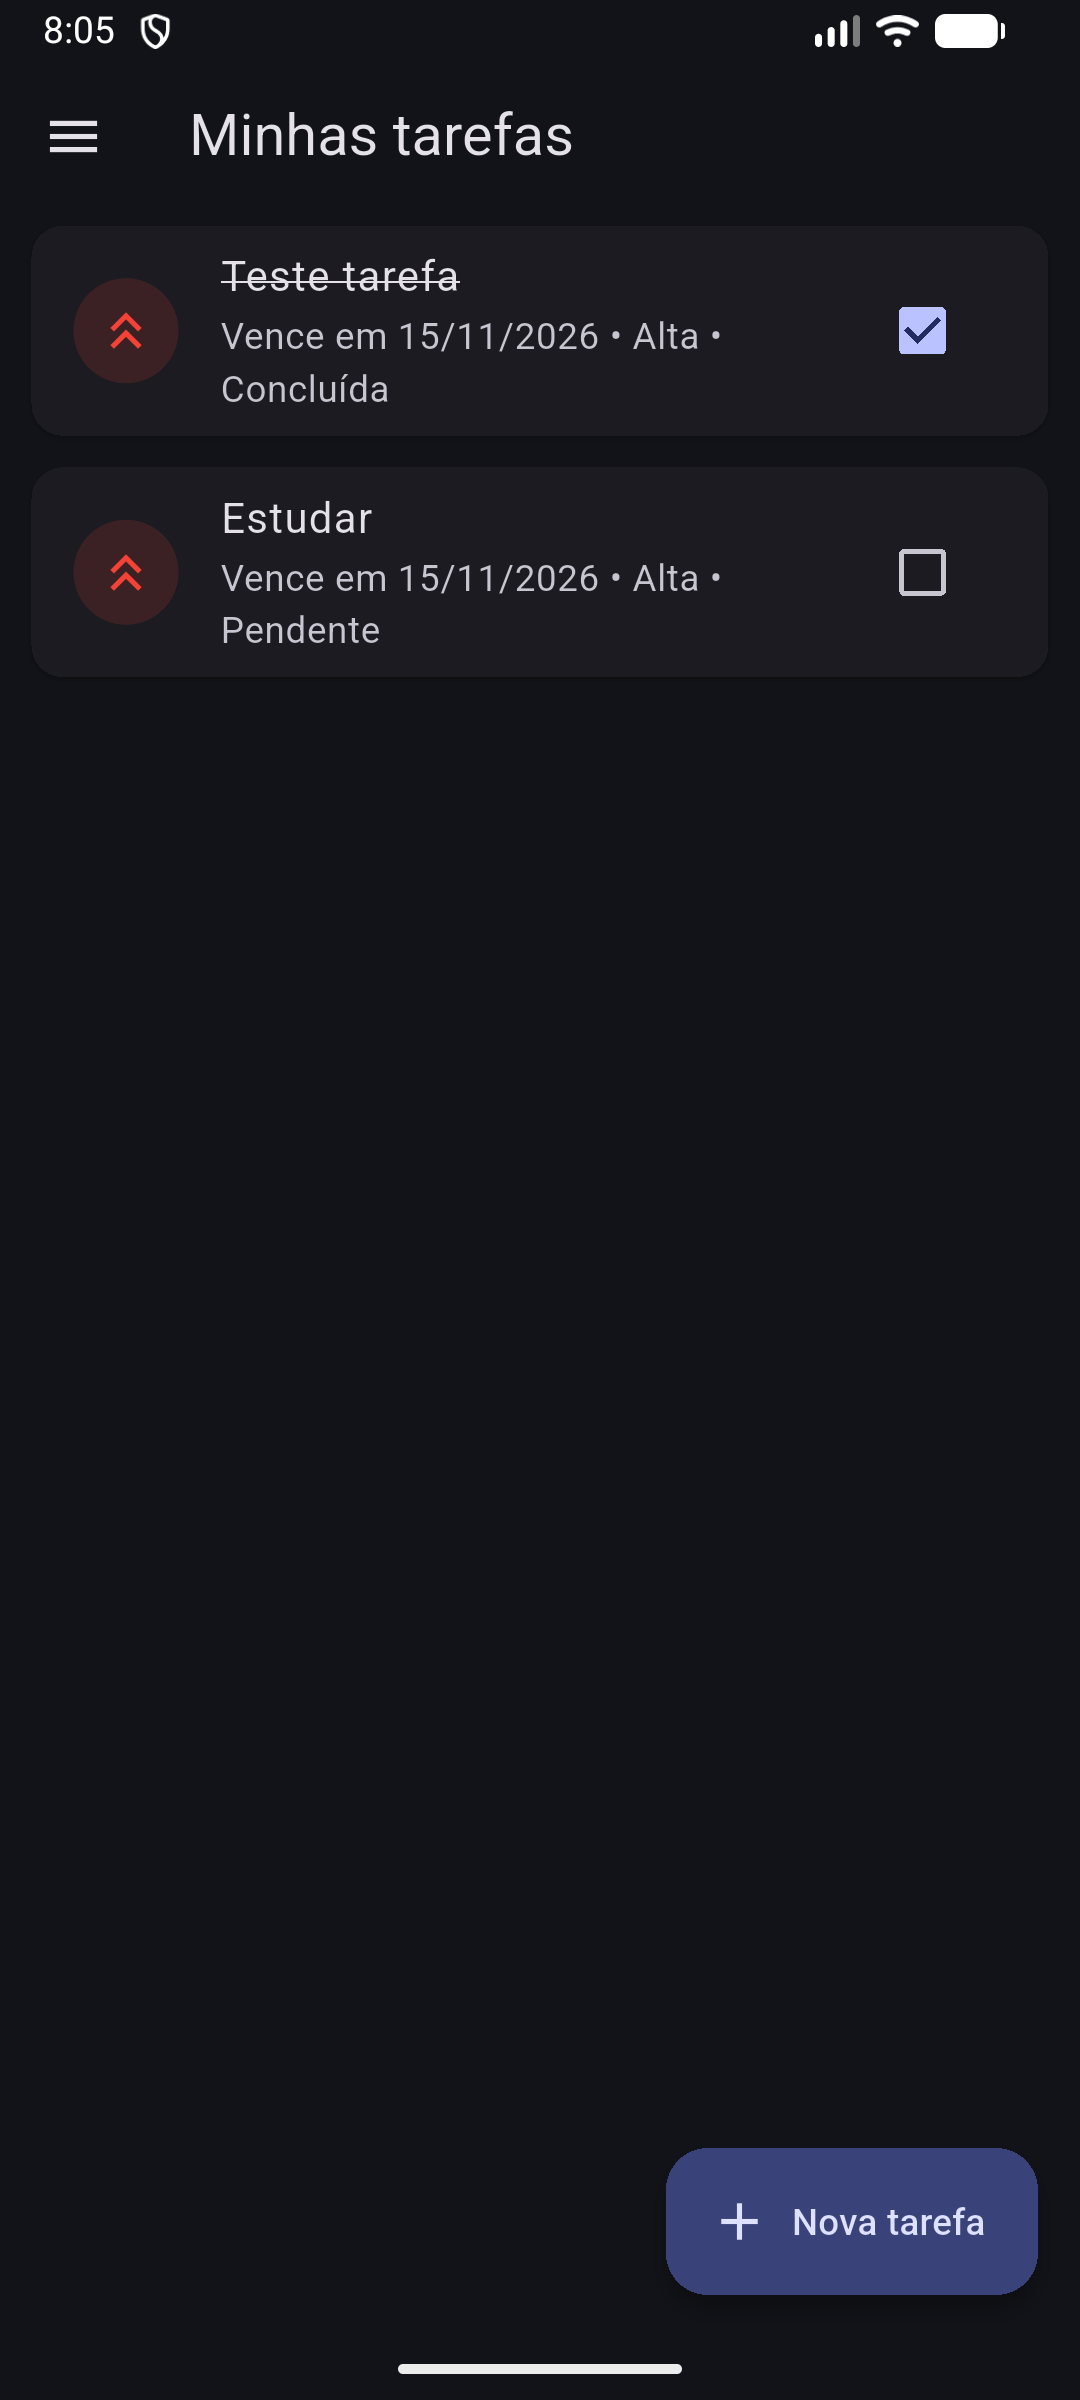 8:05
Minhas tarefas
Teste tarefa
Vence em 15/11/2026 • Alta •
Concluída
Estudar
Vence em 15/11/2026 • Alta •
Pendente
Nova tarefa